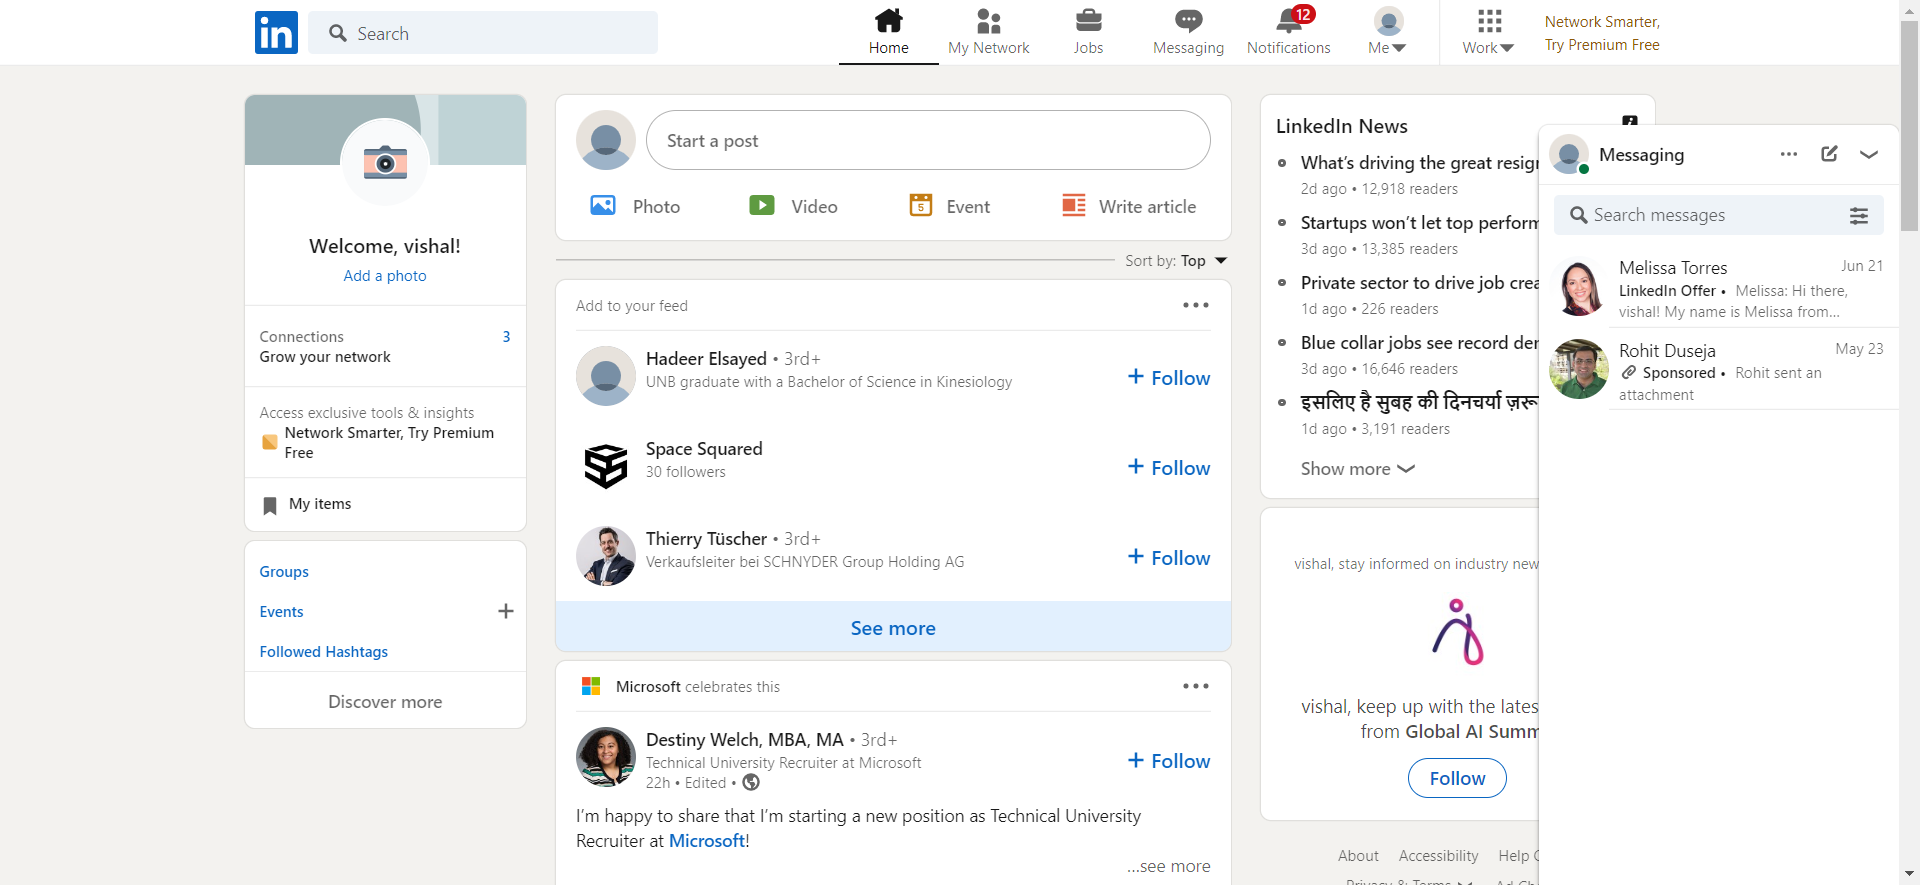 in
Search
Home
My Network
Jobs
Messaging
12
Notifications
Me
Work
Network Smarter,
Try Premium Free
Welcome, vishal!
Add a photo
Connections 3
Grow your network
Access exclusive tools & insights
Network Smarter, Try Premium
Free
My items
Groups
Events
Followed Hashtags
Discover more
Start a post
Photo
Video
5
Event
Write article
Sort by: Top
Add to your feed
Hadeer Elsayed • 3rd+
UNB graduate with a Bachelor of Science in Kinesiology
+ Follow
Space Squared
30 followers
+ Follow
Thierry Tüscher • 3rd+
Verkaufsleiter bei SCHNYDER Group Holding AG
+ Follow
See more
Microsoft celebrates this
Destiny Welch, MBA, MA • 3rd+
Technical University Recruiter at Microsoft
22h • Edited •
+ Follow
I’m happy to share that I’m starting a new position as Technical University
Recruiter at Microsoft!
...see more
LinkedIn News
What’s driving the great resigr
2d ago • 12,918 readers
Startups won’t let top perform
3d ago • 13,385 readers
Private sector to drive job crea
1d ago • 226 readers
Blue collar jobs see record der
3d ago • 16,646 readers
इसलिए है सुबह की दिनचर्या ज़रू
1d ago • 3,191 readers
Show more
vishal, stay informed on industry new
vishal, keep up with the lates
from Global AI Summ
Follow
About Accessibility Help
Privacy & Terms
Messaging
Search messages
Melissa Torres Jun 21
LinkedIn Offer • Melissa: Hi there,
vishal! My name is Melissa from...
Rohit Duseja May 23
Sponsored • Rohit sent an
attachment